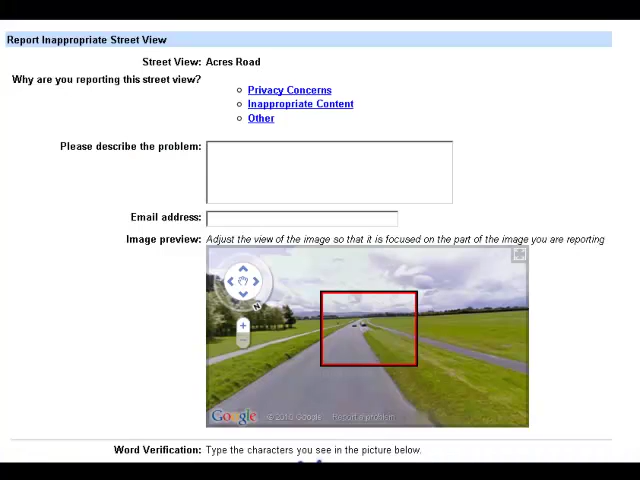 Report Inappropriate Street View
Street View: Acres Road
Why are you reporting this street view?
Privacy Concerns
Inappropriate Content
Other
Please describe the problem:
Email address:
Image preview: Adjust the view of the image so that it is focused on the part of the image you are reporting
N
Google © 2010 Google Report a problem
Word Verification: Type the characters you see in the picture below.